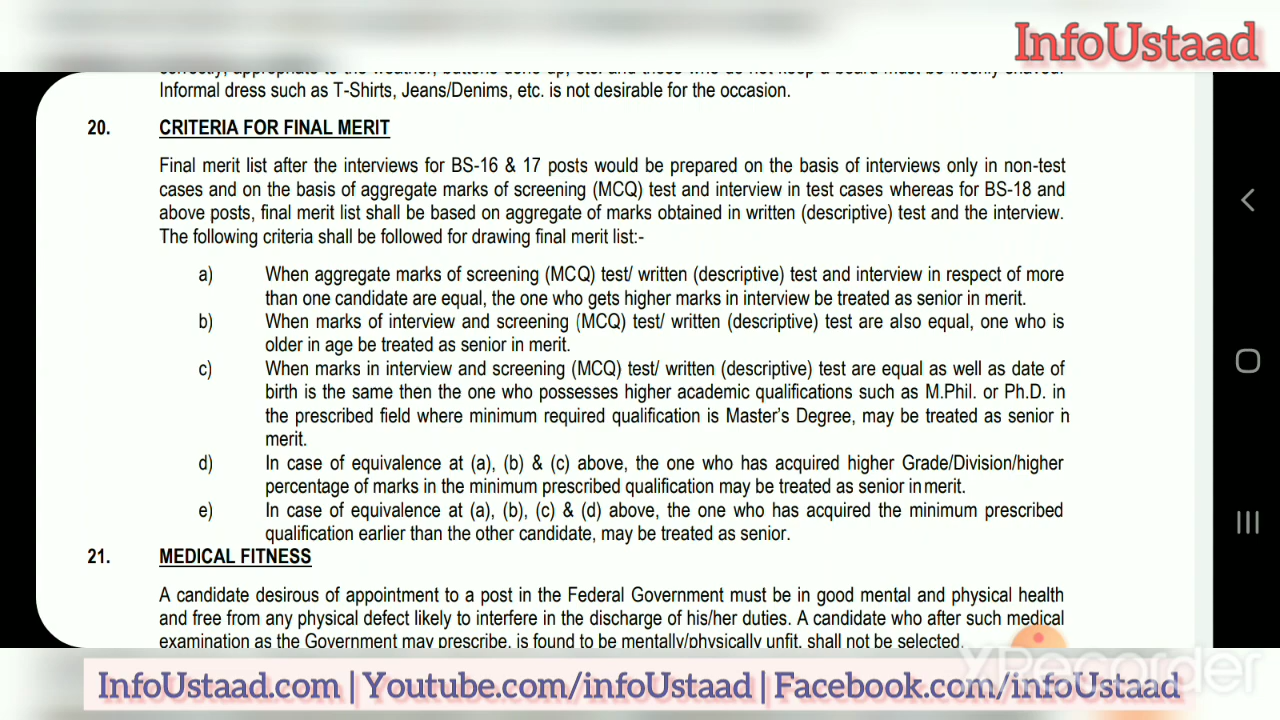 InfoUstaad
Informal dress such as T-Shirts, Jeans/Denims, etc. is not desirable for the occasion.
20. CRITERIA FOR FINAL MERIT
Final merit list after the interviews for BS-16 & 17 posts would be prepared on the basis of interviews only in non-test
cases and on the basis of aggregate marks of screening (MCQ) test and interview in test cases whereas for BS-18 and
above posts, final merit list shall be based on aggregate of marks obtained in written (descriptive) test and the interview.
The following criteria shall be followed for drawing final merit list:-
a) When aggregate marks of screening (MCQ) test/ written (descriptive) test and interview in respect of more
than one candidate are equal, the one who gets higher marks in interview be treated as senior in merit.
b) When marks of interview and screening (MCQ) test/ written (descriptive) test are also equal, one who is
older in age be treated as senior in merit.
c) When marks in interview and screening (MCQ) test/ written (descriptive) test are equal as well as date of
birth is the same then the one who possesses higher academic qualifications such as M.Phil. or Ph.D. in
the prescribed field where minimum required qualification is Master's Degree, may be treated as senior in
merit.
d) In case of equivalence at (a), (b) & (c) above, the one who has acquired higher Grade/Division/higher
percentage of marks in the minimum prescribed qualification may be treated as senior in merit.
e) In case of equivalence at (a), (b), (c) & (d) above, the one who has acquired the minimum prescribed
qualification earlier than the other candidate, may be treated as senior.
21. MEDICAL FITNESS
A candidate desirous of appointment to a post in the Federal Government must be in good mental and physical health
and free from any physical defect likely to interfere in the discharge of his/her duties. A candidate who after such medical
examination as the Government may prescribe, is found to be mentally/physically unfit, shall not be selected.
XRecorder
InfoUstaad.com | Youtube.com/infoUstaad | Facebook.com/infoUstaad